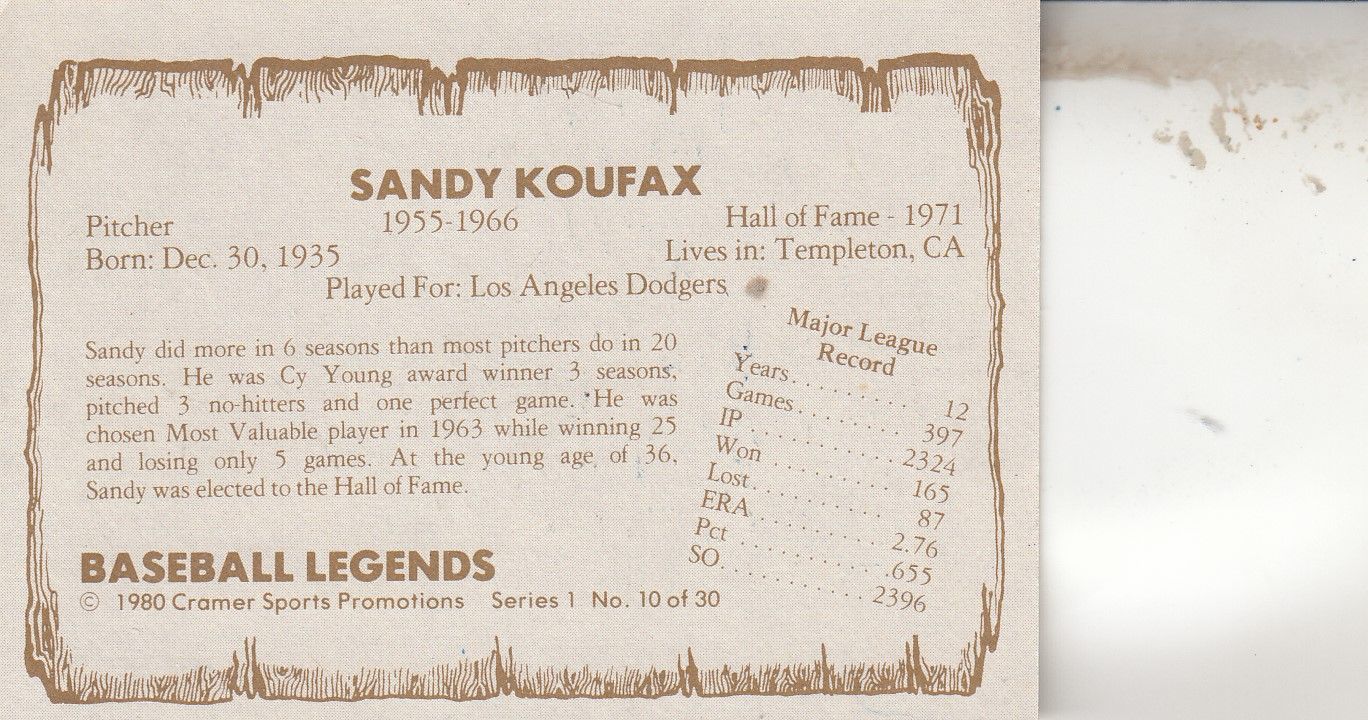 SANDY KOUFAX
Pitcher 1955-1966 Hall of Fame - 1971
Born: Dec. 30, 1935 Lives in: Templeton, CA
Played For: Los Angeles Dodgers
Sandy did more in 6 seasons than most pitchers do in 20
seasons. He was Cy Young award winner 3 seasons,
pitched 3 no-hitters and one perfect game. He was
chosen Most Valuable player in 1963 while winning 25
and losing only 5 games. At the young age of 36,
Sandy was elected to the Hall of Fame.
Major League
Record
Years. . . . . . . . . 12
Games. . . . . . . . . 397
IP . . . . . . . . . . . 2324
Won . . . . . . . . . 165
Lost. . . . . . . . . . 87
ERA . . . . . . . . . 2.76
Pct . . . . . . . . . . .655
SO. . . . . . . . . . . 2396
BASEBALL LEGENDS
© 1980 Cramer Sports Promotions Series 1 No. 10 of 30